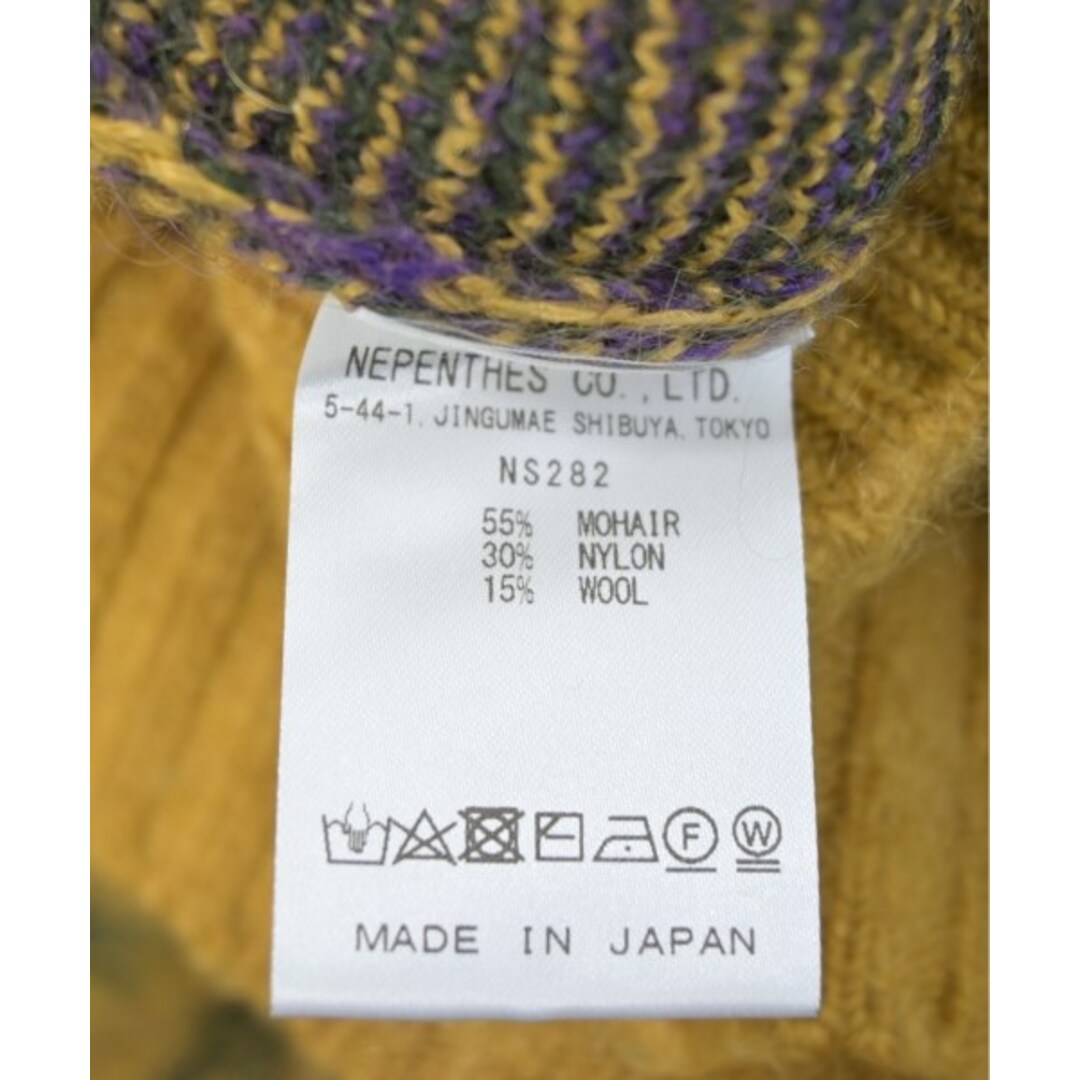 NEPENTHES CO., LTD.
5-44-1, JINGUMAE SHIBUYA, TOKYO
NS282
55% MOHAIR
30% NYLON
15% WOOL
F W
MADE IN JAPAN